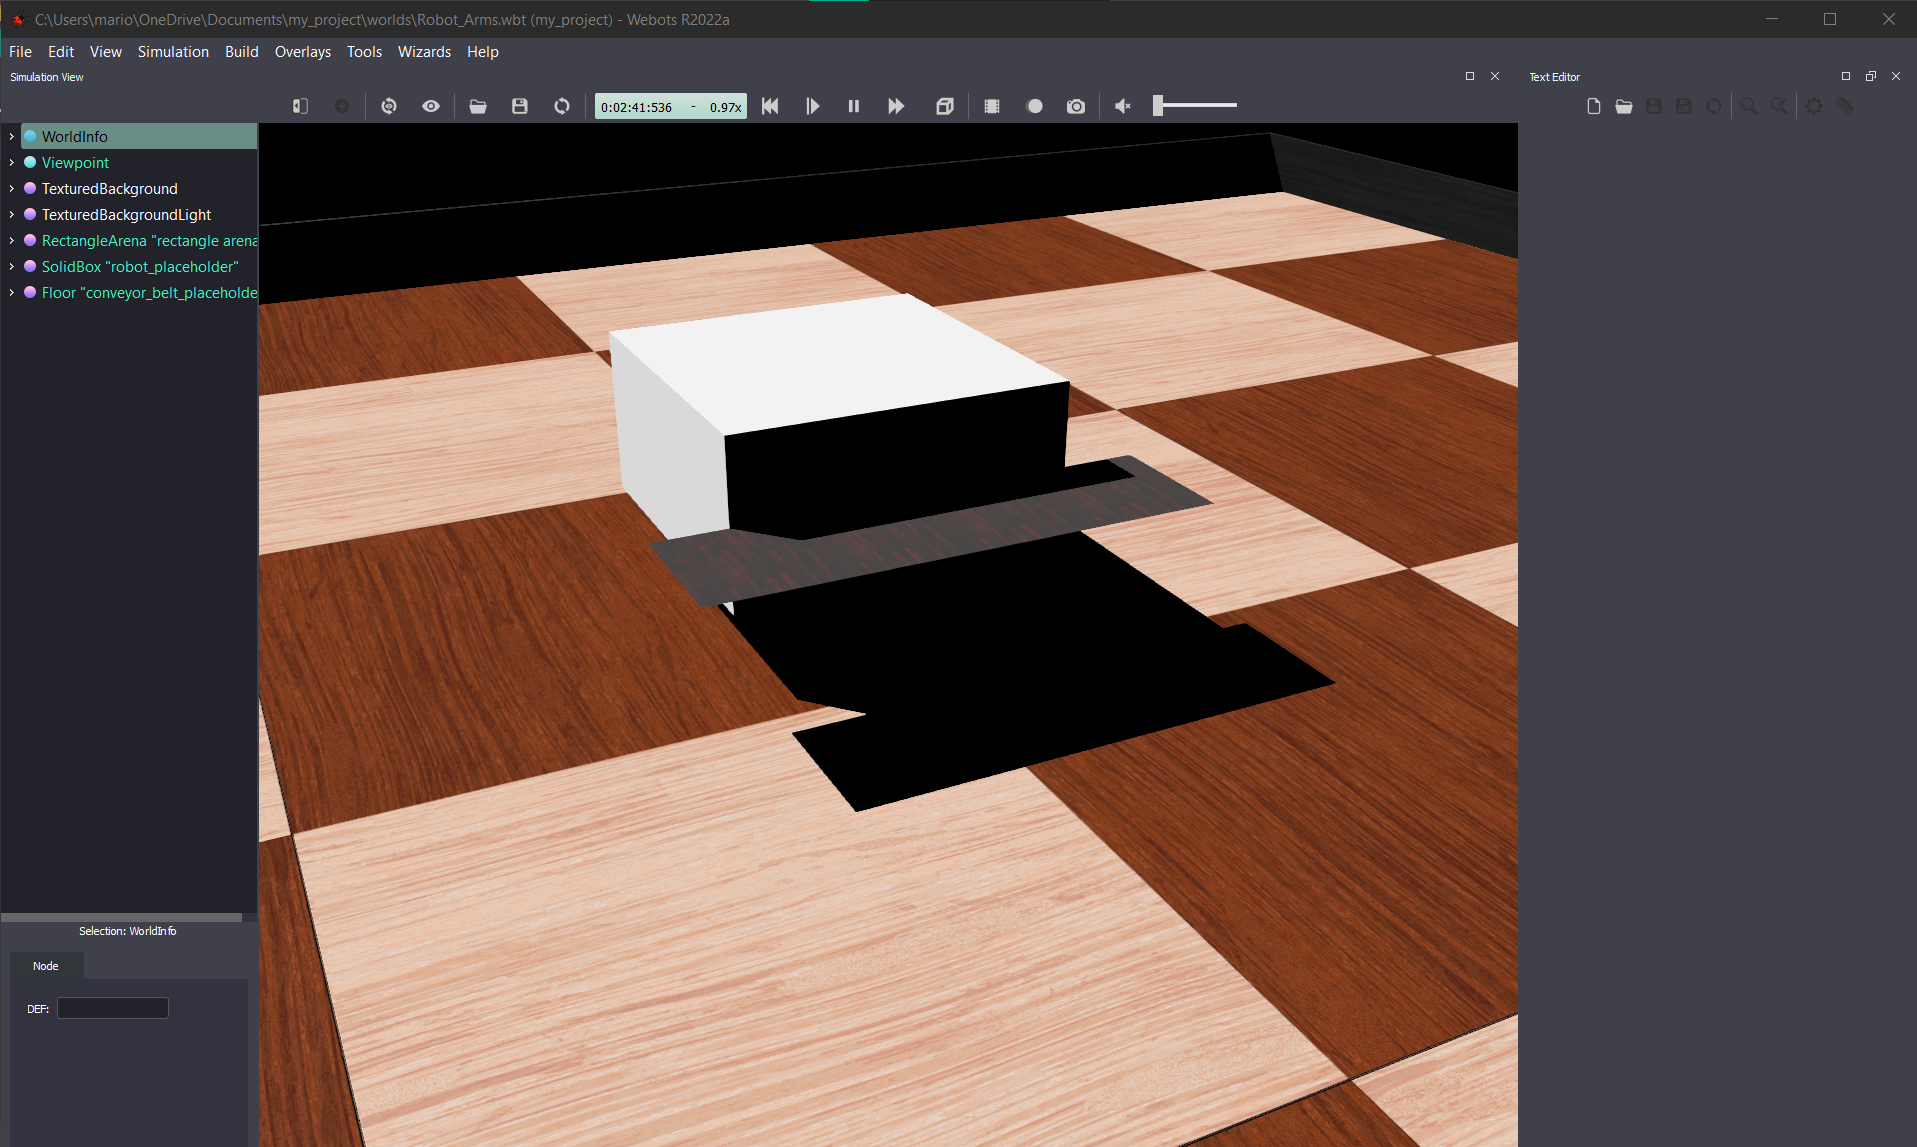 C:\Users\mario\OneDrive\Documents\my_project\worlds\Robot_Arms.wbt (my_project) - Webots R2022a
File Edit View Simulation Build Overlays Tools Wizards Help
Simulation View
Text Editor
0:02:41:536 - 0.97x
WorldInfo
Viewpoint
TexturedBackground
TexturedBackgroundLight
RectangleArena "rectangle arena
SolidBox "robot_placeholder"
Floor "conveyor_belt_placeholde
Selection: WorldInfo
Node
DEF: